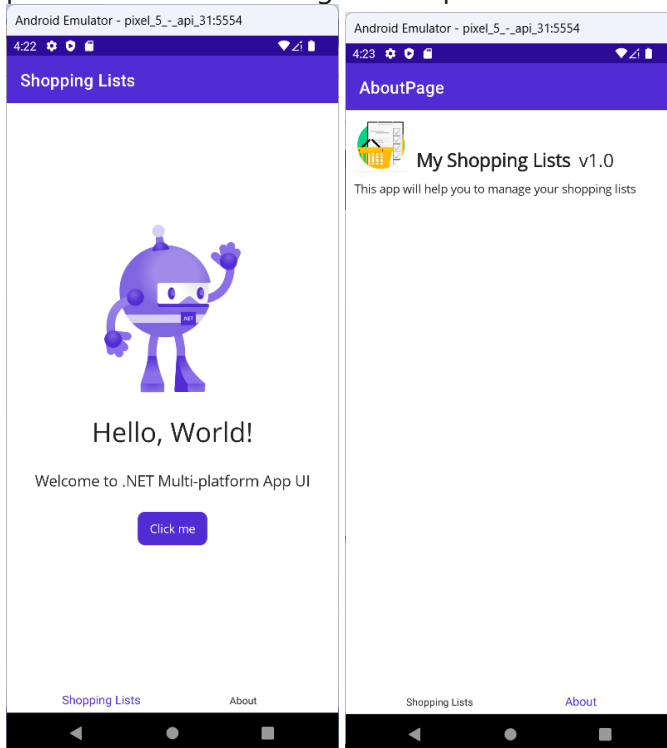 Android Emulator - pixel_5_-_api_31:5554
4:22
Shopping Lists
.NET
Hello, World!
Welcome to .NET Multi-platform App UI
Click me
Shopping Lists About
Android Emulator - pixel_5_-_api_31:5554
4:23
AboutPage
My Shopping Lists v1.0
This app will help you to manage your shopping lists
Shopping Lists About